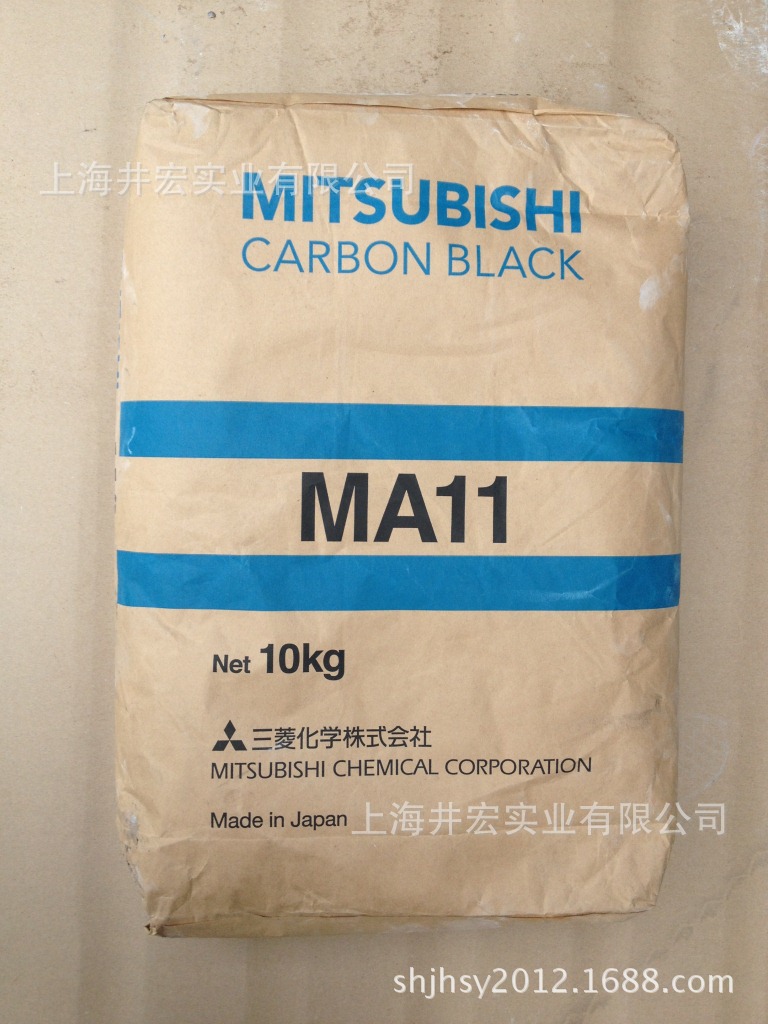 上海井宏实业有限公司
MITSUBISHI
CARBON BLACK
MA11
Net 10kg
三菱化学株式会社
MITSUBISHI CHEMICAL CORPORATION
Made in Japan
上海井宏实业有限公司
shjhsy2012.1688.com